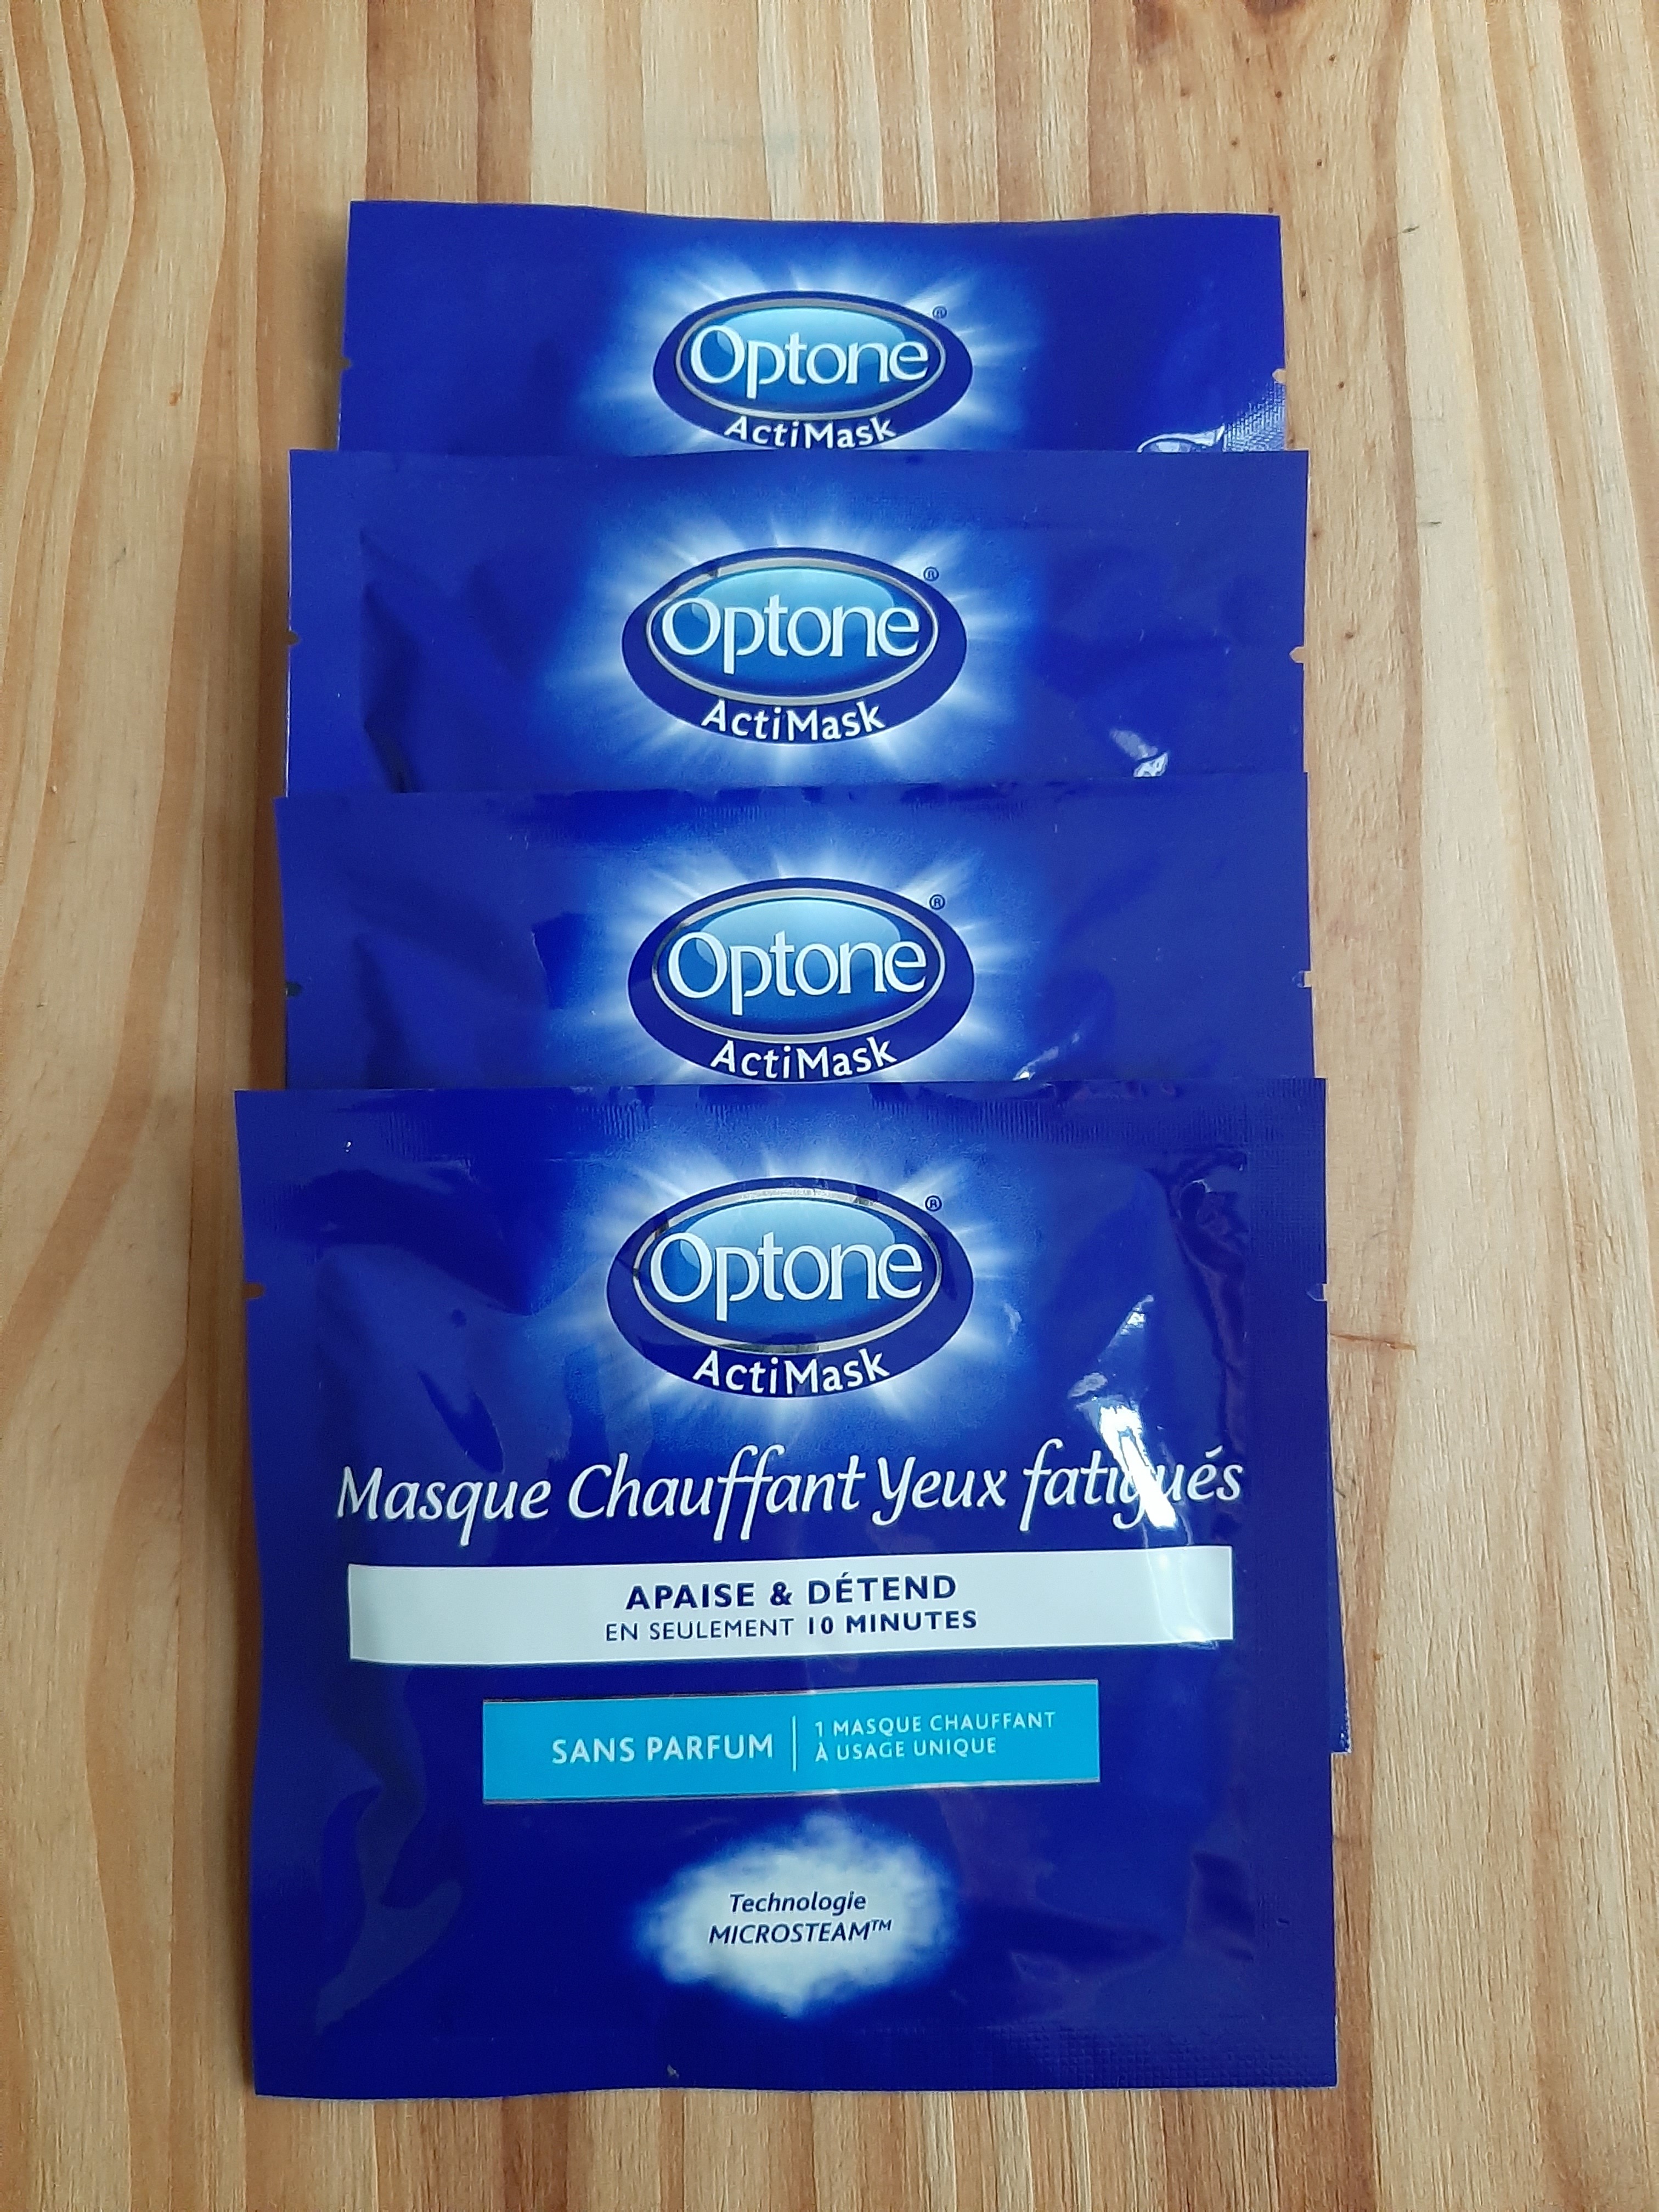 Optone®
ActiMask
Optone®
ActiMask
Optone®
ActiMask
Optone®
ActiMask
Masque Chauffant Yeux fatigués
APAISE & DÉTEND
EN SEULEMENT 10 MINUTES
SANS PARFUM
1 MASQUE CHAUFFANT
À USAGE UNIQUE
Technologie
MICROSTEAM™